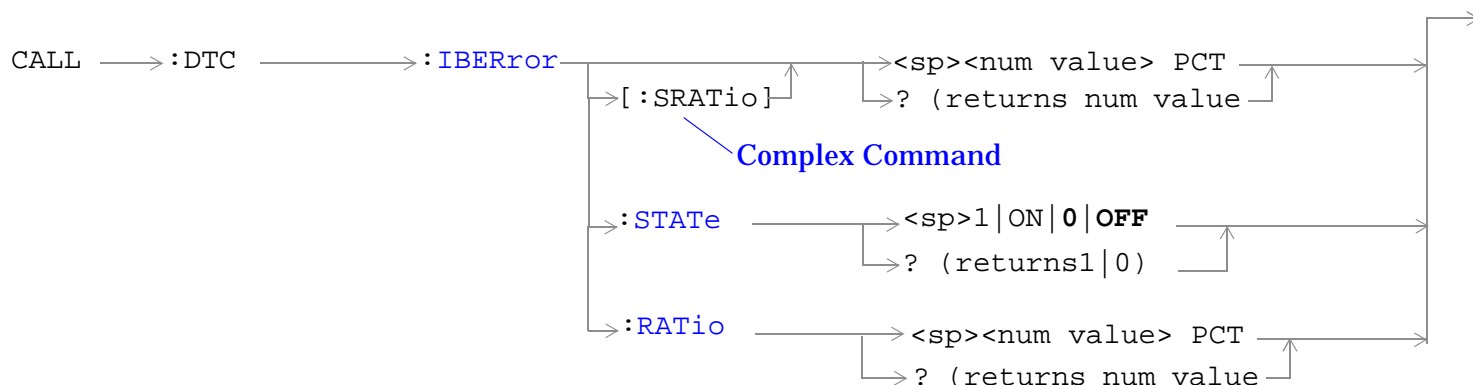 CALL :DTC :IBERror <sp><num value> PCT
[:SRATio] ? (returns num value
Complex Command
:STATe <sp>1|ON|0|OFF
? (returns1|0)
:RATio <sp><num value> PCT
? (returns num value